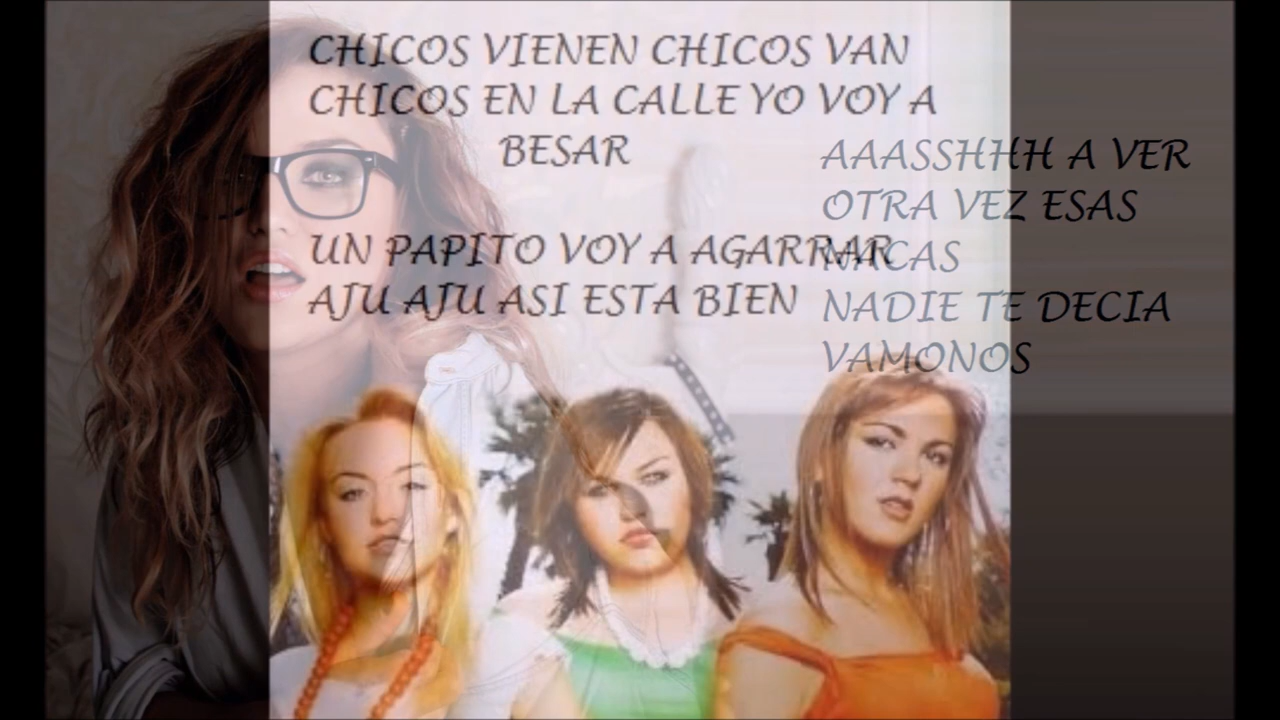 CHICOS VIENEN CHICOS VAN
CHICOS EN LA CALLE YO VOY A
BESAR
UN PAPITO VOY A AGARRAR
AJU AJU ASI ESTA BIEN
AAASSHHH A VER
OTRA VEZ ESAS
NACAS
NADIE TE DECIA
VAMONOS